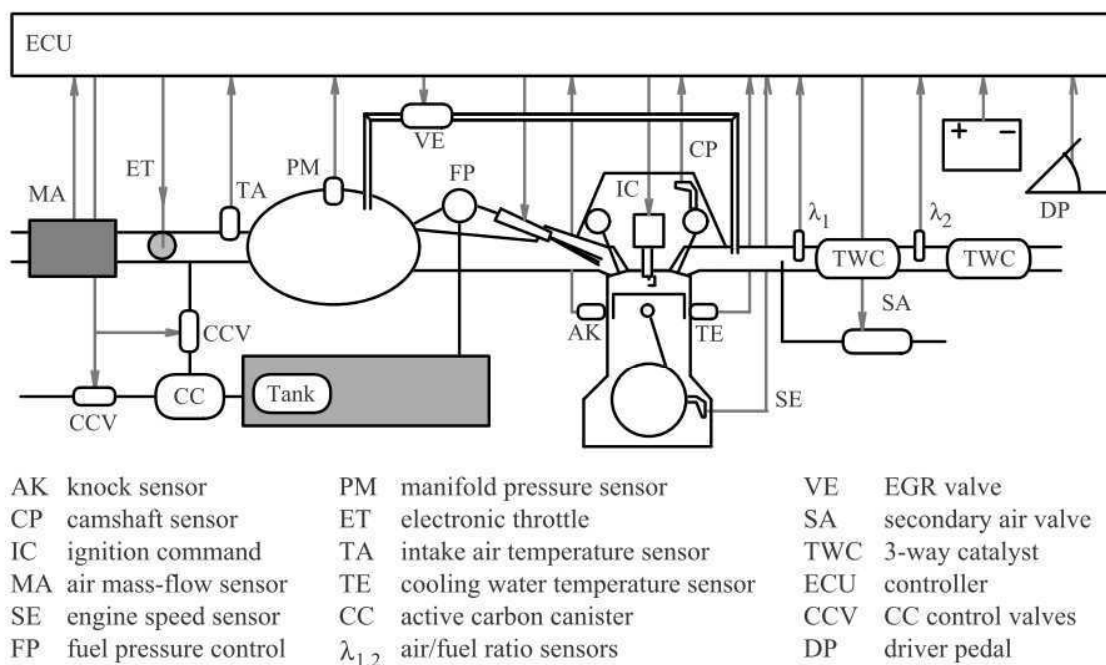 ECU
ET
MA
TA
PM
VE
FP
IC
CP
λ1
λ2
+ -
DP
TWC
TWC
SA
AK
TE
SE
CCV
CC
CCV
Tank
AK knock sensor
CP camshaft sensor
IC ignition command
MA air mass-flow sensor
SE engine speed sensor
FP fuel pressure control
PM manifold pressure sensor
ET electronic throttle
TA intake air temperature sensor
TE cooling water temperature sensor
CC active carbon canister
λ1,2 air/fuel ratio sensors
VE EGR valve
SA secondary air valve
TWC 3-way catalyst
ECU controller
CCV CC control valves
DP driver pedal